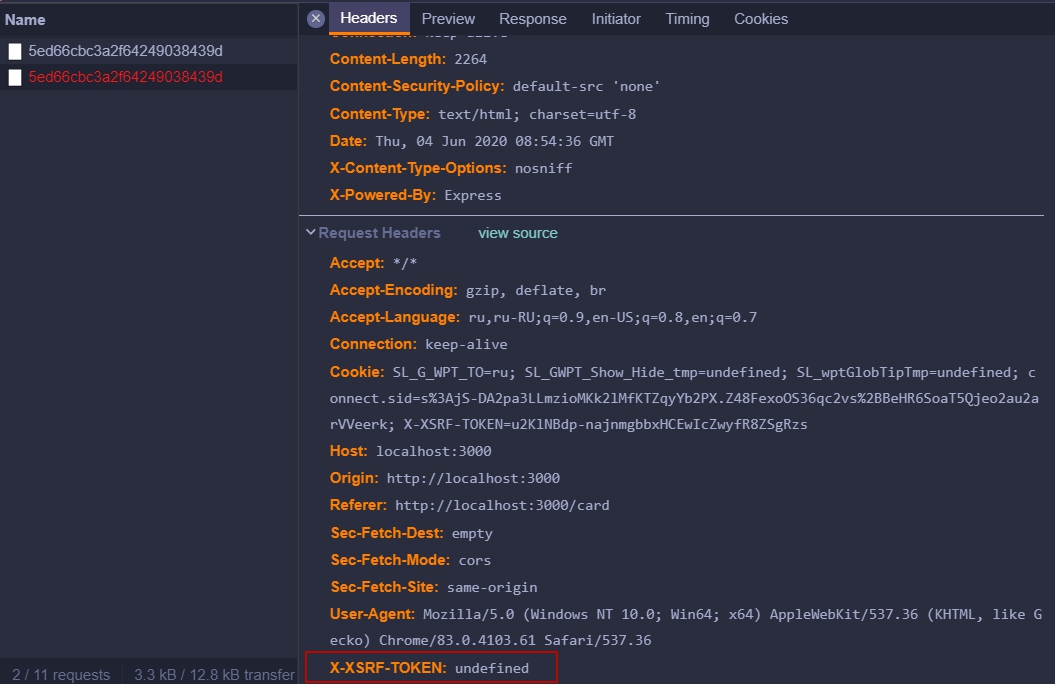 Name
Headers Preview Response Initiator Timing Cookies
5ed66cbc3a2f64249038439d
5ed66cbc3a2f64249038439d
Connection: keep-alive
Content-Length: 2264
Content-Security-Policy: default-src 'none'
Content-Type: text/html; charset=utf-8
Date: Thu, 04 Jun 2020 08:54:36 GMT
X-Content-Type-Options: nosniff
X-Powered-By: Express
Request Headers view source
Accept: */*
Accept-Encoding: gzip, deflate, br
Accept-Language: ru,ru-RU;q=0.9,en-US;q=0.8,en;q=0.7
Connection: keep-alive
Cookie: SL_G_WPT_TO=ru; SL_GWPT_Show_Hide_tmp=undefined; SL_wptGlobTipTmp=undefined; c
onnect.sid=s%3AjS-DA2pa3LLmzioMKk2lMfKTZqyYb2PX.Z48FexoOS36qc2vs%2BBeHR6SoaT5Qjeo2au2a
rVVeerk; X-XSRF-TOKEN=u2KlNBdp-najnmgbbxHCEwIcZwyfR8ZSgRzs
Host: localhost:3000
Origin: http://localhost:3000
Referer: http://localhost:3000/card
Sec-Fetch-Dest: empty
Sec-Fetch-Mode: cors
Sec-Fetch-Site: same-origin
User-Agent: Mozilla/5.0 (Windows NT 10.0; Win64; x64) AppleWebKit/537.36 (KHTML, like G
ecko) Chrome/83.0.4103.61 Safari/537.36
X-XSRF-TOKEN: undefined
2 / 11 requests 3.3 kB / 12.8 kB transfer